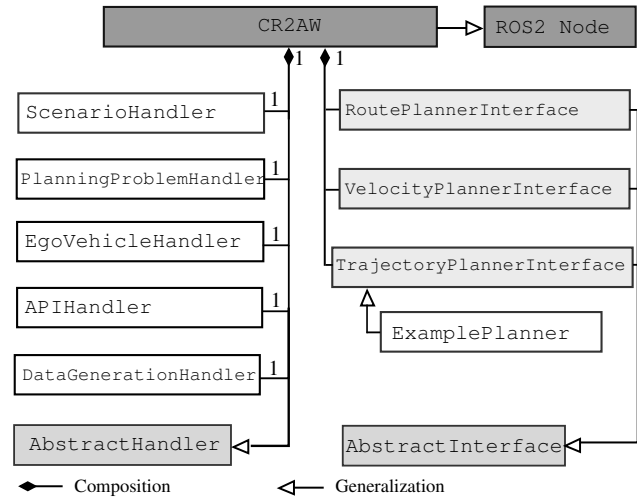 CR2AW
ROS2 Node
1
1
1
ScenarioHandler
RoutePlannerInterface
1
PlanningProblemHandler
VelocityPlannerInterface
1
EgoVehicleHandler
TrajectoryPlannerInterface
1
APIHandler
ExamplePlanner
1
DataGenerationHandler
AbstractHandler
AbstractInterface
Composition
Generalization